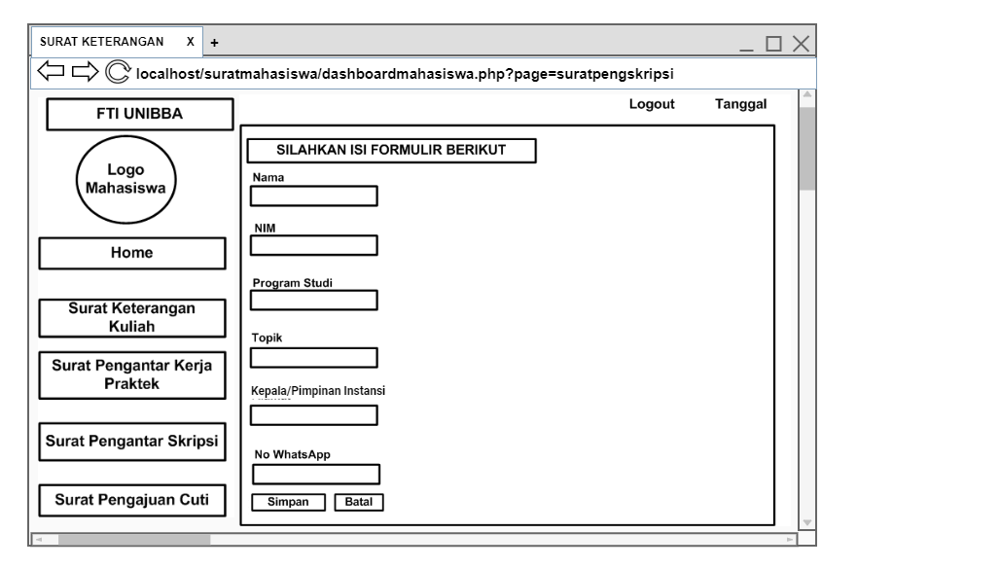 SURAT KETERANGAN X +
localhost/suratmahasiswa/dashboardmahasiswa.php?page=suratpengskripsi
FTI UNIBBA
Logout Tanggal
Logo
Mahasiswa
Home
Surat Keterangan
Kuliah
Surat Pengantar Kerja
Praktek
Surat Pengantar Skripsi
Surat Pengajuan Cuti
SILAHKAN ISI FORMULIR BERIKUT
Nama
NIM
Program Studi
Topik
Kepala/Pimpinan Instansi
No WhatsApp
Simpan Batal